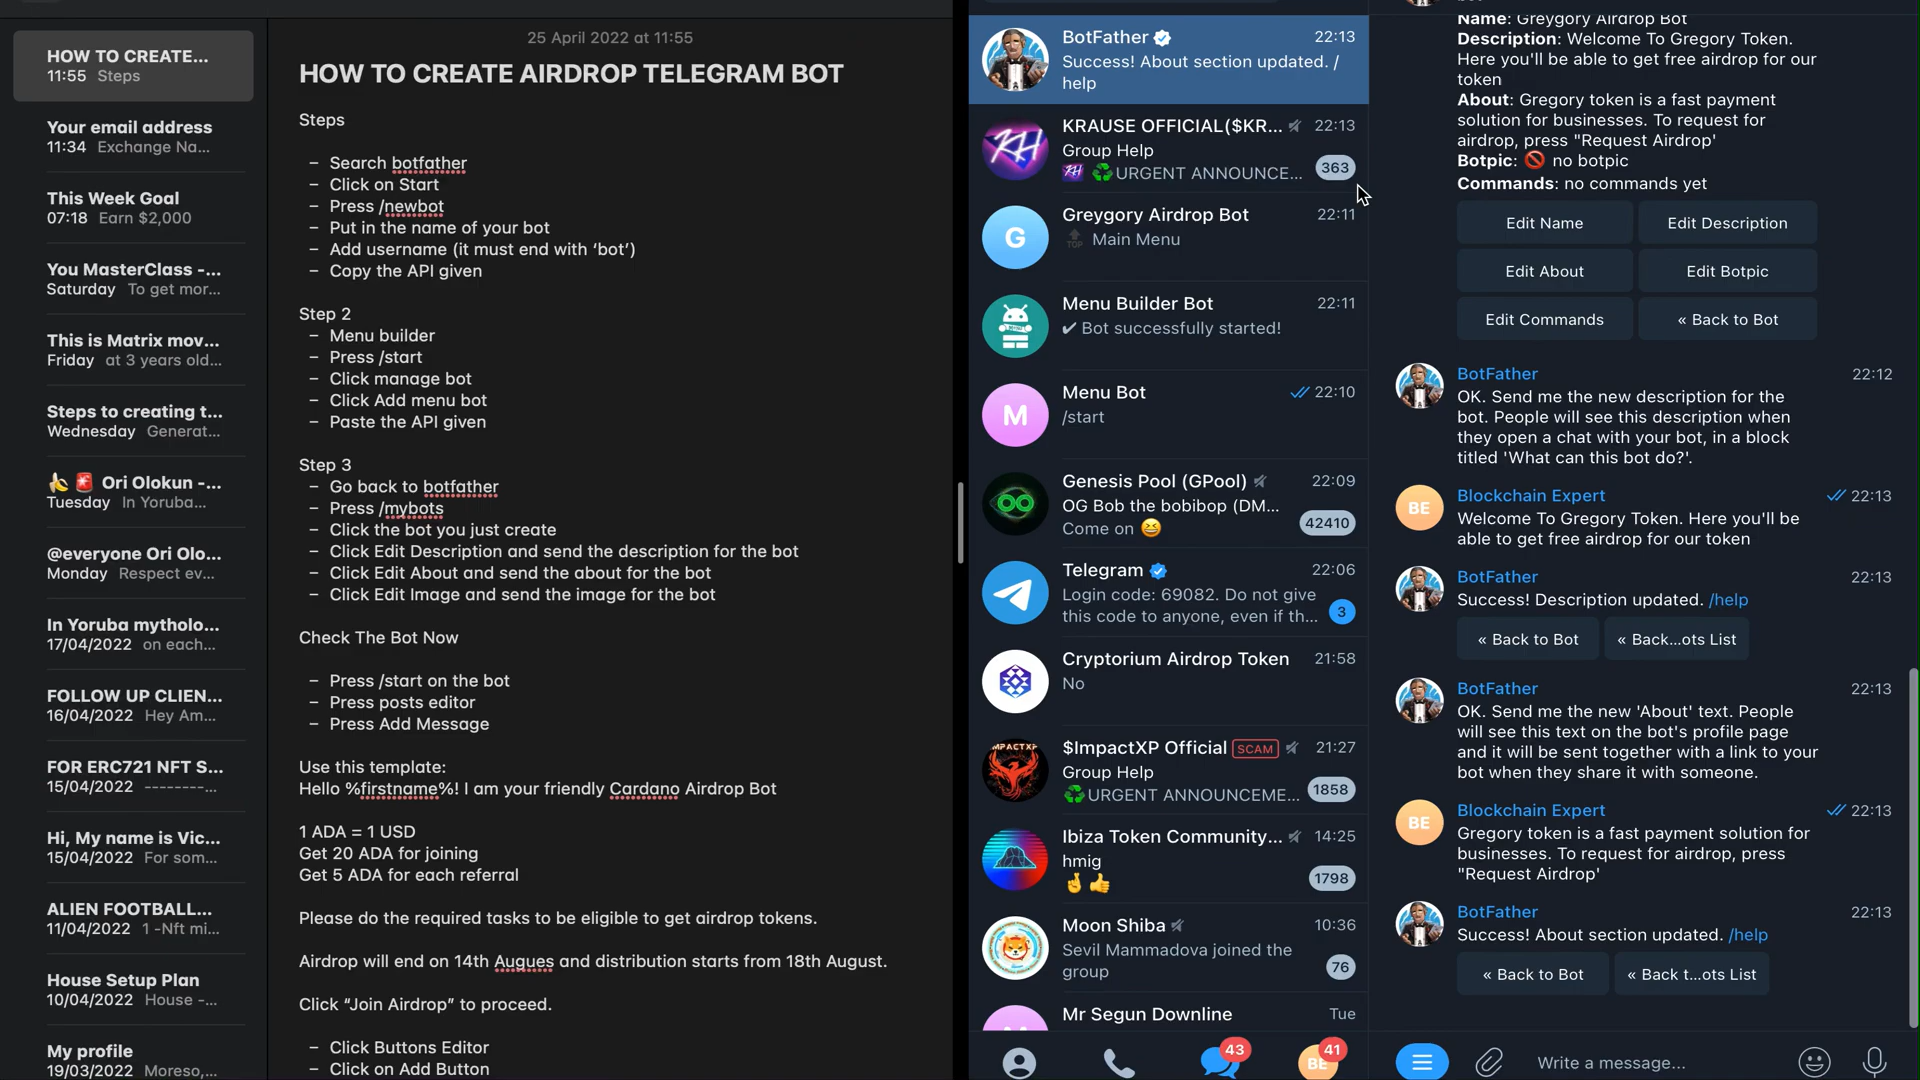 HOW TO CREATE...
11:55 Steps
Your email address
11:34 Exchange Na...
This Week Goal
07:18 Earn $2,000
You MasterClass -...
Saturday To get mor...
This is Matrix mov...
Friday at 3 years old...
Steps to creating t...
Wednesday Generat...
🍌 🚨 Ori Olokun -...
Tuesday In Yoruba...
@everyone Ori Olo...
Monday Respect ev...
In Yoruba mytholo...
17/04/2022 on each...
FOLLOW UP CLIEN...
16/04/2022 Hey Am...
FOR ERC721 NFT S...
15/04/2022 --------...
Hi, My name is Vic...
15/04/2022 For som...
ALIEN FOOTBALL...
11/04/2022 1 -Nft mi...
House Setup Plan
10/04/2022 House -...
My profile
19/03/2022 Moreso,...
25 April 2022 at 11:55
HOW TO CREATE AIRDROP TELEGRAM BOT
Steps
– Search botfather
– Click on Start
– Press /newbot
– Put in the name of your bot
– Add username (it must end with ‘bot’)
– Copy the API given
Step 2
– Menu builder
– Press /start
– Click manage bot
– Click Add menu bot
– Paste the API given
Step 3
– Go back to botfather
– Press /mybots
– Click the bot you just create
– Click Edit Description and send the description for the bot
– Click Edit About and send the about for the bot
– Click Edit Image and send the image for the bot
Check The Bot Now
– Press /start on the bot
– Press posts editor
– Press Add Message
Use this template:
Hello %firstname%! I am your friendly Cardano Airdrop Bot
1 ADA = 1 USD
Get 20 ADA for joining
Get 5 ADA for each referral
Please do the required tasks to be eligible to get airdrop tokens.
Airdrop will end on 14th Augues and distribution starts from 18th August.
Click “Join Airdrop” to proceed.
– Click Buttons Editor
– Click on Add Button
BotFather 22:13
Success! About section updated. /
help
KRAUSE OFFICIAL($KR... 22:13
Group Help
KH ♻️URGENT ANNOUNCE... 363
Greygory Airdrop Bot 22:11
G
🔝 Main Menu
Menu Builder Bot 22:11
✔ Bot successfully started!
Menu Bot 22:10
M
/start
Genesis Pool (GPool) 22:09
OG Bob the bobibop (DM...
Come on 😆 42410
Telegram 22:06
Login code: 69082. Do not give
this code to anyone, even if th... 3
Cryptorium Airdrop Token 21:58
No
$ImpactXP Official SCAM 21:27
MPACTXP
Group Help
♻️URGENT ANNOUNCEME... 1858
Ibiza Token Community... 14:25
hmig
🤞👍 1798
Moon Shiba 10:36
Sevil Mammadova joined the
group 76
Mr Segun Downline Tue
43
BE 41
Name: Greygory Airdrop Bot
Description: Welcome To Gregory Token.
Here you'll be able to get free airdrop for our
token
About: Gregory token is a fast payment
solution for businesses. To request for
airdrop, press "Request Airdrop'
Botpic: 🚫 no botpic
Commands: no commands yet
Edit Name Edit Description
Edit About Edit Botpic
Edit Commands « Back to Bot
BotFather 22:12
OK. Send me the new description for the
bot. People will see this description when
they open a chat with your bot, in a block
titled 'What can this bot do?'.
Blockchain Expert 22:13
BE
Welcome To Gregory Token. Here you'll be
able to get free airdrop for our token
BotFather 22:13
Success! Description updated. /help
« Back to Bot « Back...ots List
BotFather 22:13
OK. Send me the new 'About' text. People
will see this text on the bot's profile page
and it will be sent together with a link to your
bot when they share it with someone.
Blockchain Expert 22:13
BE
Gregory token is a fast payment solution for
businesses. To request for airdrop, press
"Request Airdrop'
BotFather 22:13
Success! About section updated. /help
« Back to Bot « Back t...ots List
Write a message...